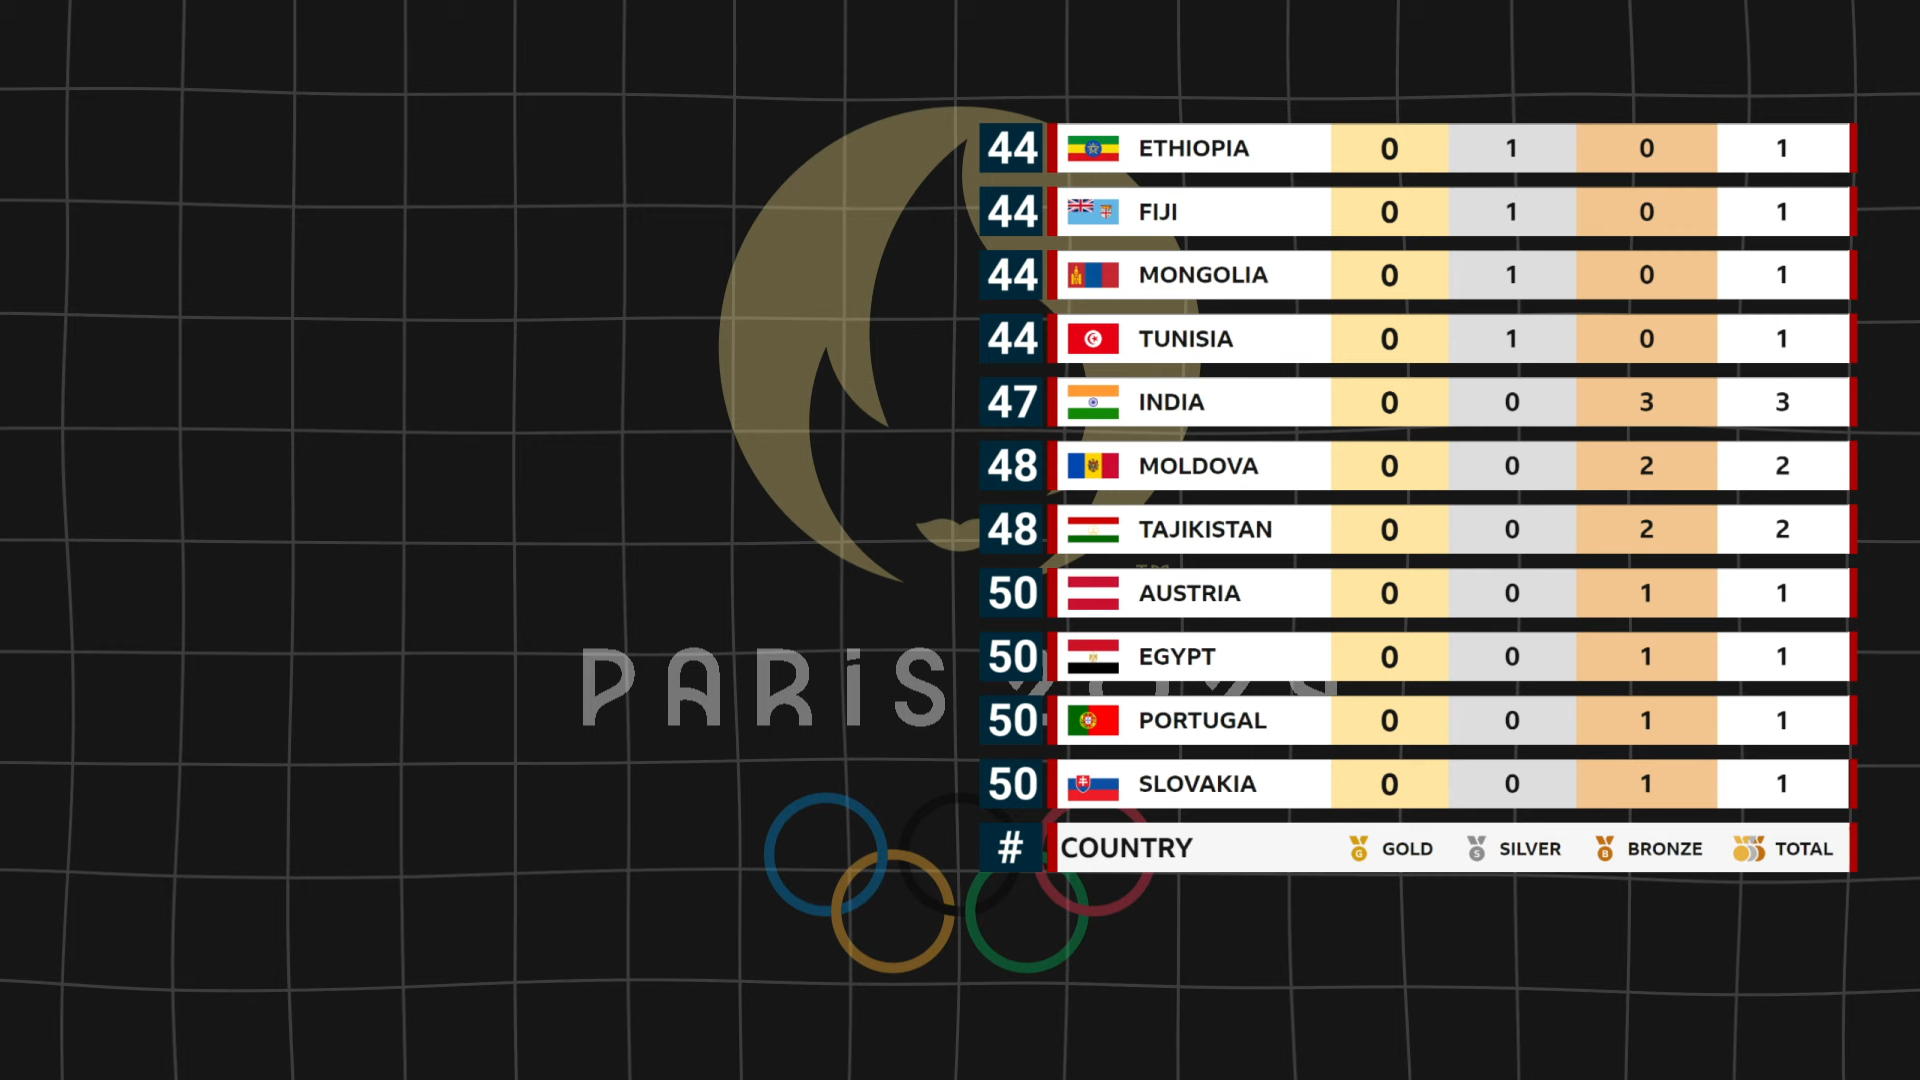 44 ETHIOPIA 0 1 0 1
44 FIJI 0 1 0 1
44 MONGOLIA 0 1 0 1
44 TUNISIA 0 1 0 1
47 INDIA 0 0 3 3
48 MOLDOVA 0 0 2 2
48 TAJIKISTAN 0 0 2 2
50 AUSTRIA 0 0 1 1
50 EGYPT 0 0 1 1
PARiS
50 PORTUGAL 0 0 1 1
50 SLOVAKIA 0 0 1 1
# COUNTRY G GOLD S SILVER B BRONZE TOTAL